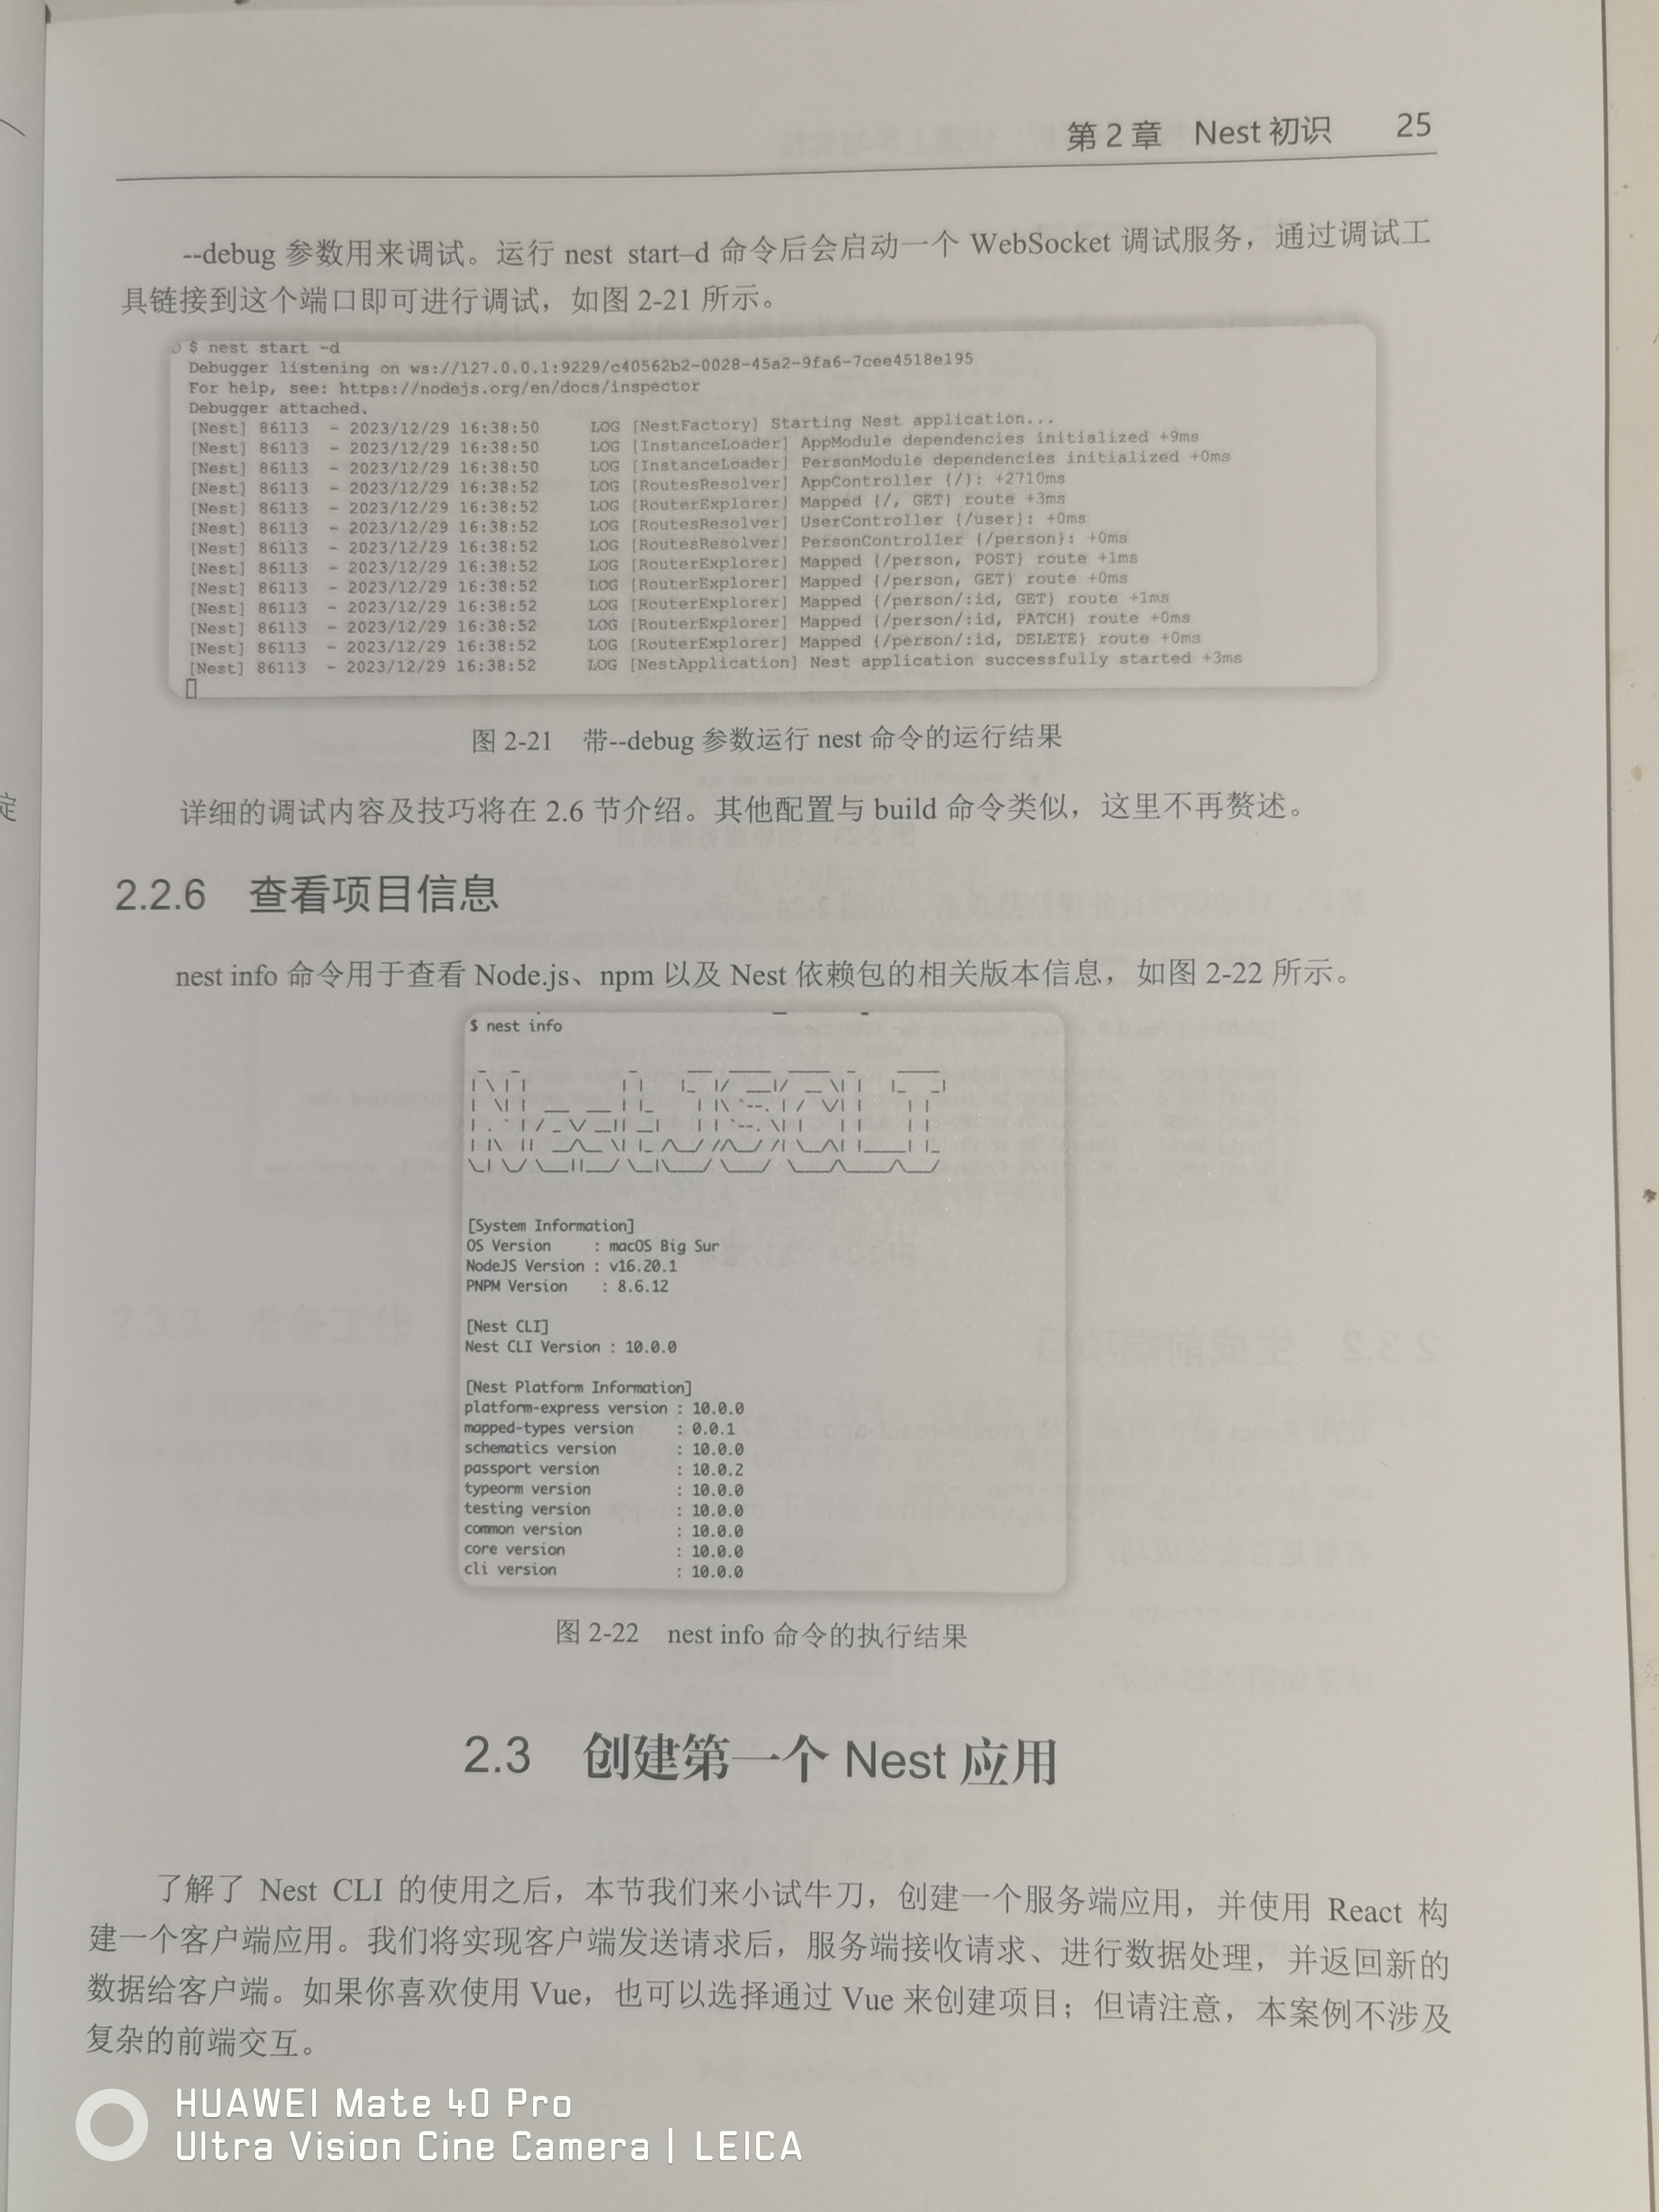 第2章 Nest初识 25
--debug 参数用来调试。运行 nest start–d 命令后会启动一个 WebSocket 调试服务，通过调试工
具链接到这个端口即可进行调试，如图 2-21 所示。
$ nest start -d
Debugger listening on ws://127.0.0.1:9229/c40562b2-0028-45a2-9fa6-7cee4518e195
For help, see: https://nodejs.org/en/docs/inspector
Debugger attached.
[Nest] 86113 - 2023/12/29 16:38:50 LOG [NestFactory] Starting Nest application...
[Nest] 86113 - 2023/12/29 16:38:50 LOG [InstanceLoader] AppModule dependencies initialized +9ms
[Nest] 86113 - 2023/12/29 16:38:50 LOG [InstanceLoader] PersonModule dependencies initialized +0ms
[Nest] 86113 - 2023/12/29 16:38:52 LOG [RoutesResolver] AppController {/}: +2710ms
[Nest] 86113 - 2023/12/29 16:38:52 LOG [RouterExplorer] Mapped {/, GET} route +3ms
[Nest] 86113 - 2023/12/29 16:38:52 LOG [RoutesResolver] UserController {/user}: +0ms
[Nest] 86113 - 2023/12/29 16:38:52 LOG [RoutesResolver] PersonController {/person}: +0ms
[Nest] 86113 - 2023/12/29 16:38:52 LOG [RouterExplorer] Mapped {/person, POST} route +1ms
[Nest] 86113 - 2023/12/29 16:38:52 LOG [RouterExplorer] Mapped {/person, GET} route +0ms
[Nest] 86113 - 2023/12/29 16:38:52 LOG [RouterExplorer] Mapped {/person/:id, GET} route +1ms
[Nest] 86113 - 2023/12/29 16:38:52 LOG [RouterExplorer] Mapped {/person/:id, PATCH} route +0ms
[Nest] 86113 - 2023/12/29 16:38:52 LOG [RouterExplorer] Mapped {/person/:id, DELETE} route +0ms
[Nest] 86113 - 2023/12/29 16:38:52 LOG [NestApplication] Nest application successfully started +3ms
图 2-21 带--debug 参数运行 nest 命令的运行结果
详细的调试内容及技巧将在 2.6 节介绍。其他配置与 build 命令类似，这里不再赘述。
2.2.6 查看项目信息
nest info 命令用于查看 Node.js、npm 以及 Nest 依赖包的相关版本信息，如图 2-22 所示。
$ nest info
NestJS CLI
[System Information]
OS Version : macOS Big Sur
NodeJS Version : v16.20.1
PNPM Version : 8.6.12
[Nest CLI]
Nest CLI Version : 10.0.0
[Nest Platform Information]
platform-express version : 10.0.0
mapped-types version : 0.0.1
schematics version : 10.0.0
passport version : 10.0.2
typeorm version : 10.0.0
testing version : 10.0.0
common version : 10.0.0
core version : 10.0.0
cli version : 10.0.0
图 2-22 nest info 命令的执行结果
2.3 创建第一个 Nest 应用
了解了 Nest CLI 的使用之后，本节我们来小试牛刀，创建一个服务端应用，并使用 React 构
建一个客户端应用。我们将实现客户端发送请求后，服务端接收请求、进行数据处理，并返回新的
数据给客户端。如果你喜欢使用 Vue，也可以选择通过 Vue 来创建项目；但请注意，本案例不涉及
复杂的前端交互。
HUAWEI Mate 40 Pro
Ultra Vision Cine Camera | LEICA